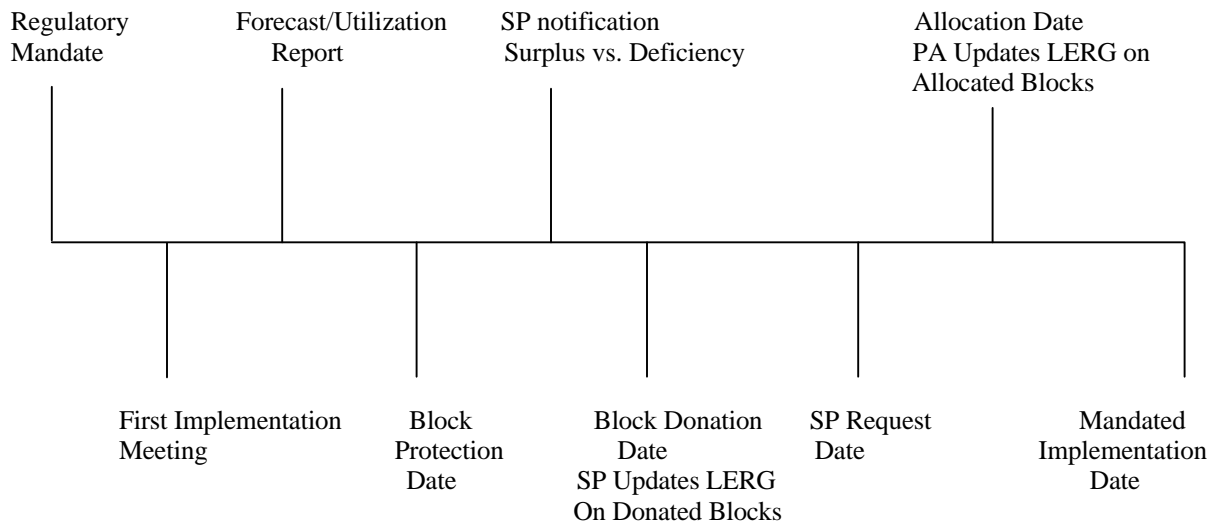 Regulatory
Mandate
Forecast/Utilization
Report
SP notification
Surplus vs. Deficiency
Allocation Date
PA Updates LERG on
Allocated Blocks
First Implementation
Meeting
Block
Protection
Date
Block Donation
Date
SP Updates LERG
On Donated Blocks
SP Request
Date
Mandated
Implementation
Date